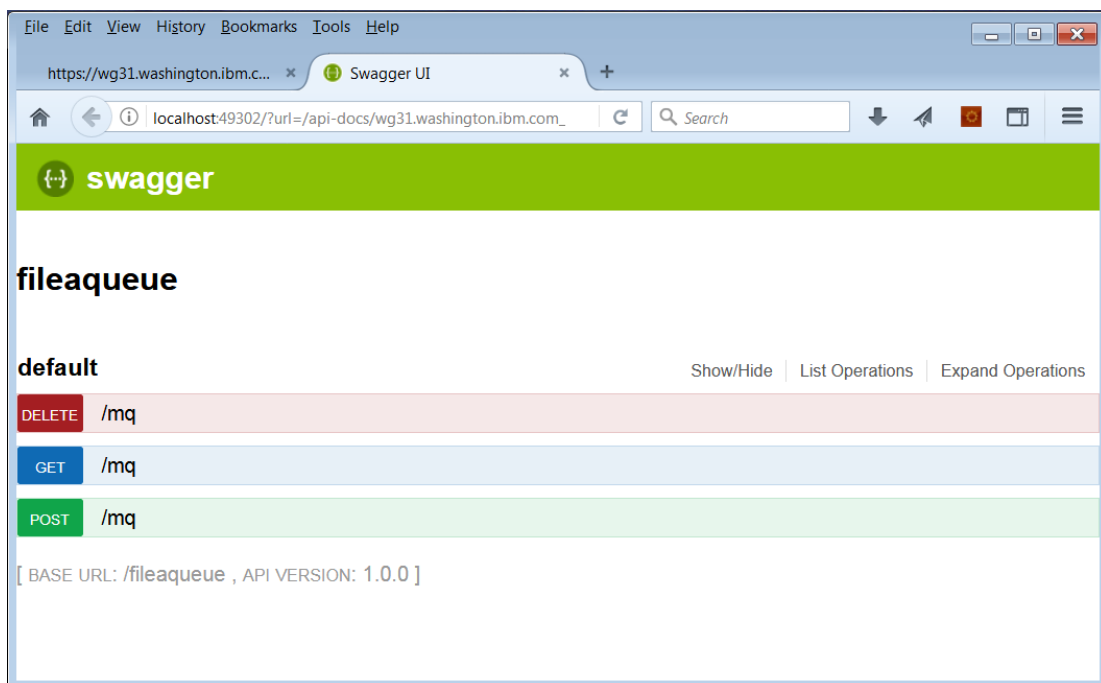 File Edit View History Bookmarks Tools Help
https://wg31.washington.ibm.c... × Swagger UI × +
localhost:49302/?url=/api-docs/wg31.washington.ibm.com_ Search
{··} swagger
fileaqueue
default Show/Hide List Operations Expand Operations
DELETE /mq
GET /mq
POST /mq
[ BASE URL: /fileaqueue , API VERSION: 1.0.0 ]